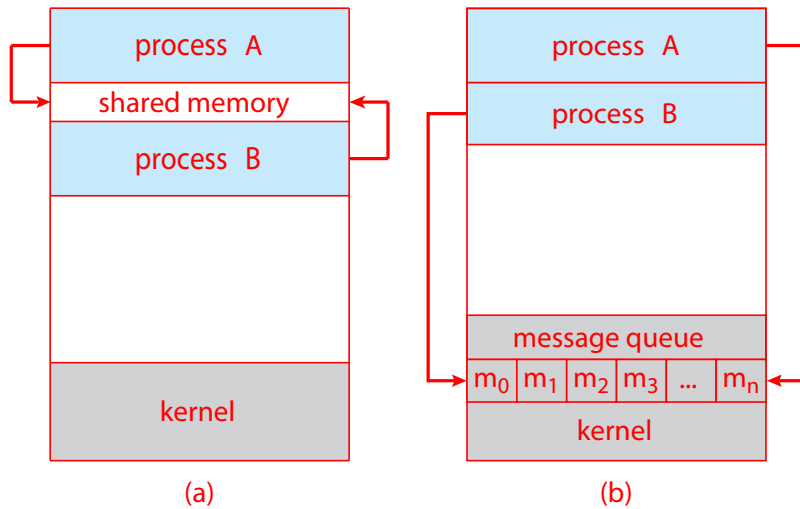 process A
shared memory
process B
kernel
(a)
process A
process B
message queue
m₀ m₁ m₂ m₃ ... mₙ
kernel
(b)